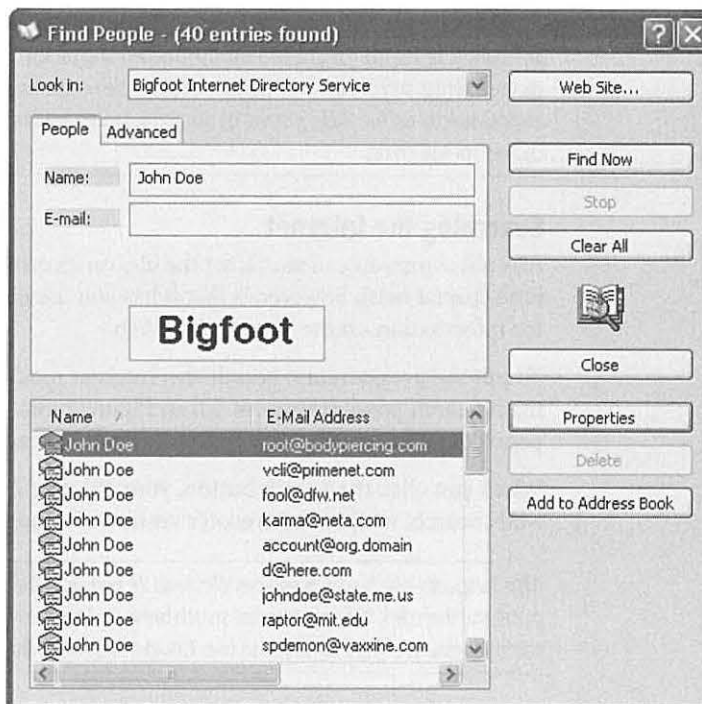 Find People - (40 entries found)
Look in: Bigfoot Internet Directory Service
Web Site...
People Advanced
Name: John Doe
E-mail:
Find Now
Stop
Clear All
Bigfoot
Close
Name E-Mail Address
John Doe root@bodypiercing.com
John Doe vcli@primenet.com
John Doe fool@dfw.net
John Doe karma@neta.com
John Doe account@org.domain
John Doe d@here.com
John Doe johndoe@state.me.us
John Doe raptor@mit.edu
John Doe spdemon@vaxxine.com
Properties
Delete
Add to Address Book